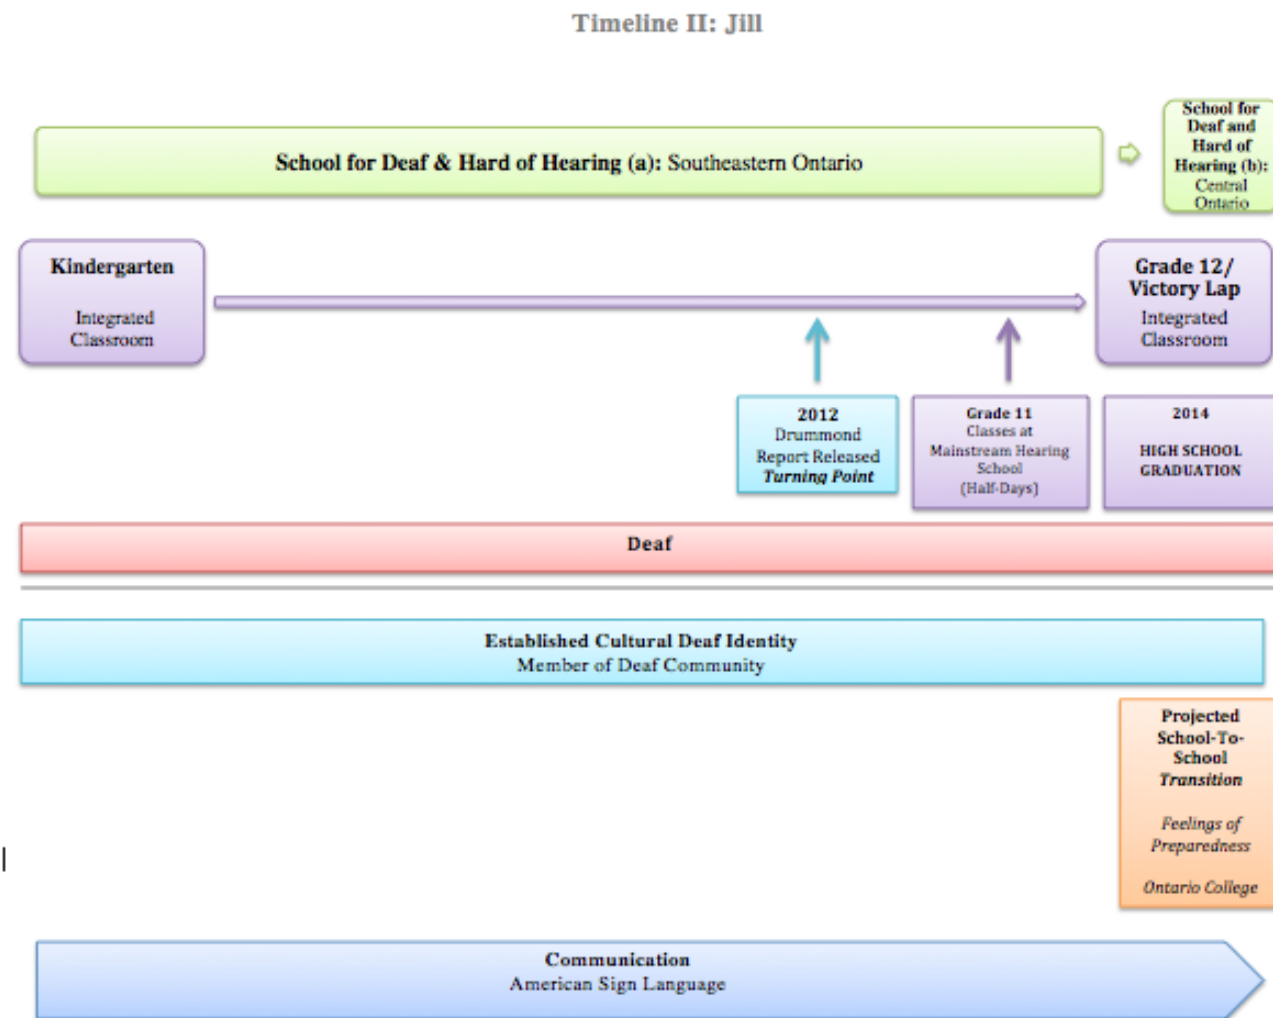 Timeline II: Jill
School for Deaf & Hard of Hearing (a): Southeastern Ontario
School for
Deaf and
Hard of
Hearing (b):
Central
Ontario
Kindergarten
Integrated
Classroom
Grade 12/
Victory Lap
Integrated
Classroom
2012
Drummond
Report Released
Turning Point
Grade 11
Classes at
Mainstream Hearing
School
(Half-Days)
2014
HIGH SCHOOL
GRADUATION
Deaf
Established Cultural Deaf Identity
Member of Deaf Community
Projected
School-To-
School
Transition
Feelings of
Preparedness
Ontario College
Communication
American Sign Language